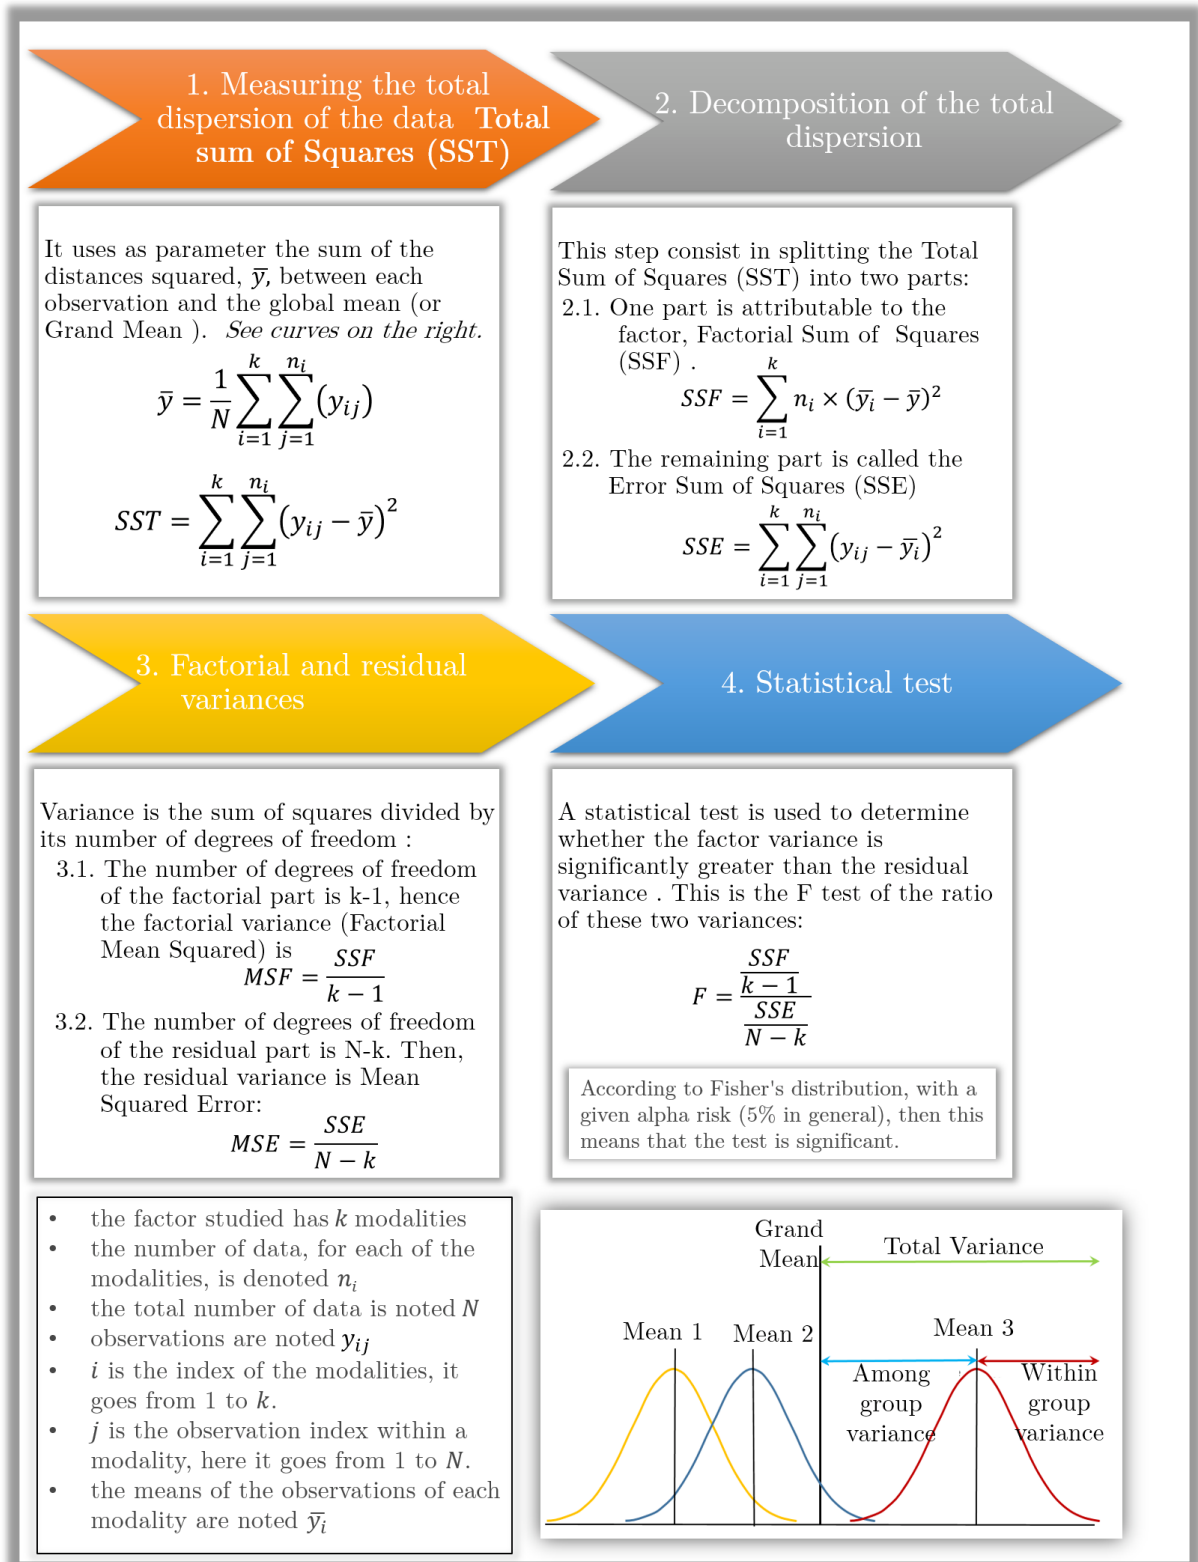 1. Measuring the total
dispersion of the data Total
sum of Squares (SST)
2. Decomposition of the total
dispersion
It uses as parameter the sum of the
distances squared, ȳ, between each
observation and the global mean (or
Grand Mean ). See curves on the right.
ȳ = 1/N ∑_{i=1}^{k} ∑_{j=1}^{n_i} (y_{ij})
SST = ∑_{i=1}^{k} ∑_{j=1}^{n_i} (y_{ij} − ȳ)^2
This step consist in splitting the Total
Sum of Squares (SST) into two parts:
2.1. One part is attributable to the
factor, Factorial Sum of Squares
(SSF) .
SSF = ∑_{i=1}^{k} n_i × (ȳ_i − ȳ)^2
2.2. The remaining part is called the
Error Sum of Squares (SSE)
SSE = ∑_{i=1}^{k} ∑_{j=1}^{n_i} (y_{ij} − ȳ_i)^2
3. Factorial and residual
variances
4. Statistical test
Variance is the sum of squares divided by
its number of degrees of freedom :
3.1. The number of degrees of freedom
of the factorial part is k-1, hence
the factorial variance (Factorial
Mean Squared) is
MSF = SSF / (k − 1)
3.2. The number of degrees of freedom
of the residual part is N-k. Then,
the residual variance is Mean
Squared Error:
MSE = SSE / (N − k)
A statistical test is used to determine
whether the factor variance is
significantly greater than the residual
variance . This is the F test of the ratio
of these two variances:
F = (SSF / (k − 1)) / (SSE / (N − k))
According to Fisher's distribution, with a
given alpha risk (5% in general), then this
means that the test is significant.
• the factor studied has k modalities
• the number of data, for each of the
modalities, is denoted n_i
• the total number of data is noted N
• observations are noted y_{ij}
• i is the index of the modalities, it
goes from 1 to k.
• j is the observation index within a
modality, here it goes from 1 to N.
• the means of the observations of each
modality are noted ȳ_i
Grand
Mean
Total Variance
Mean 1
Mean 2
Mean 3
Among
group
variance
Within
group
variance